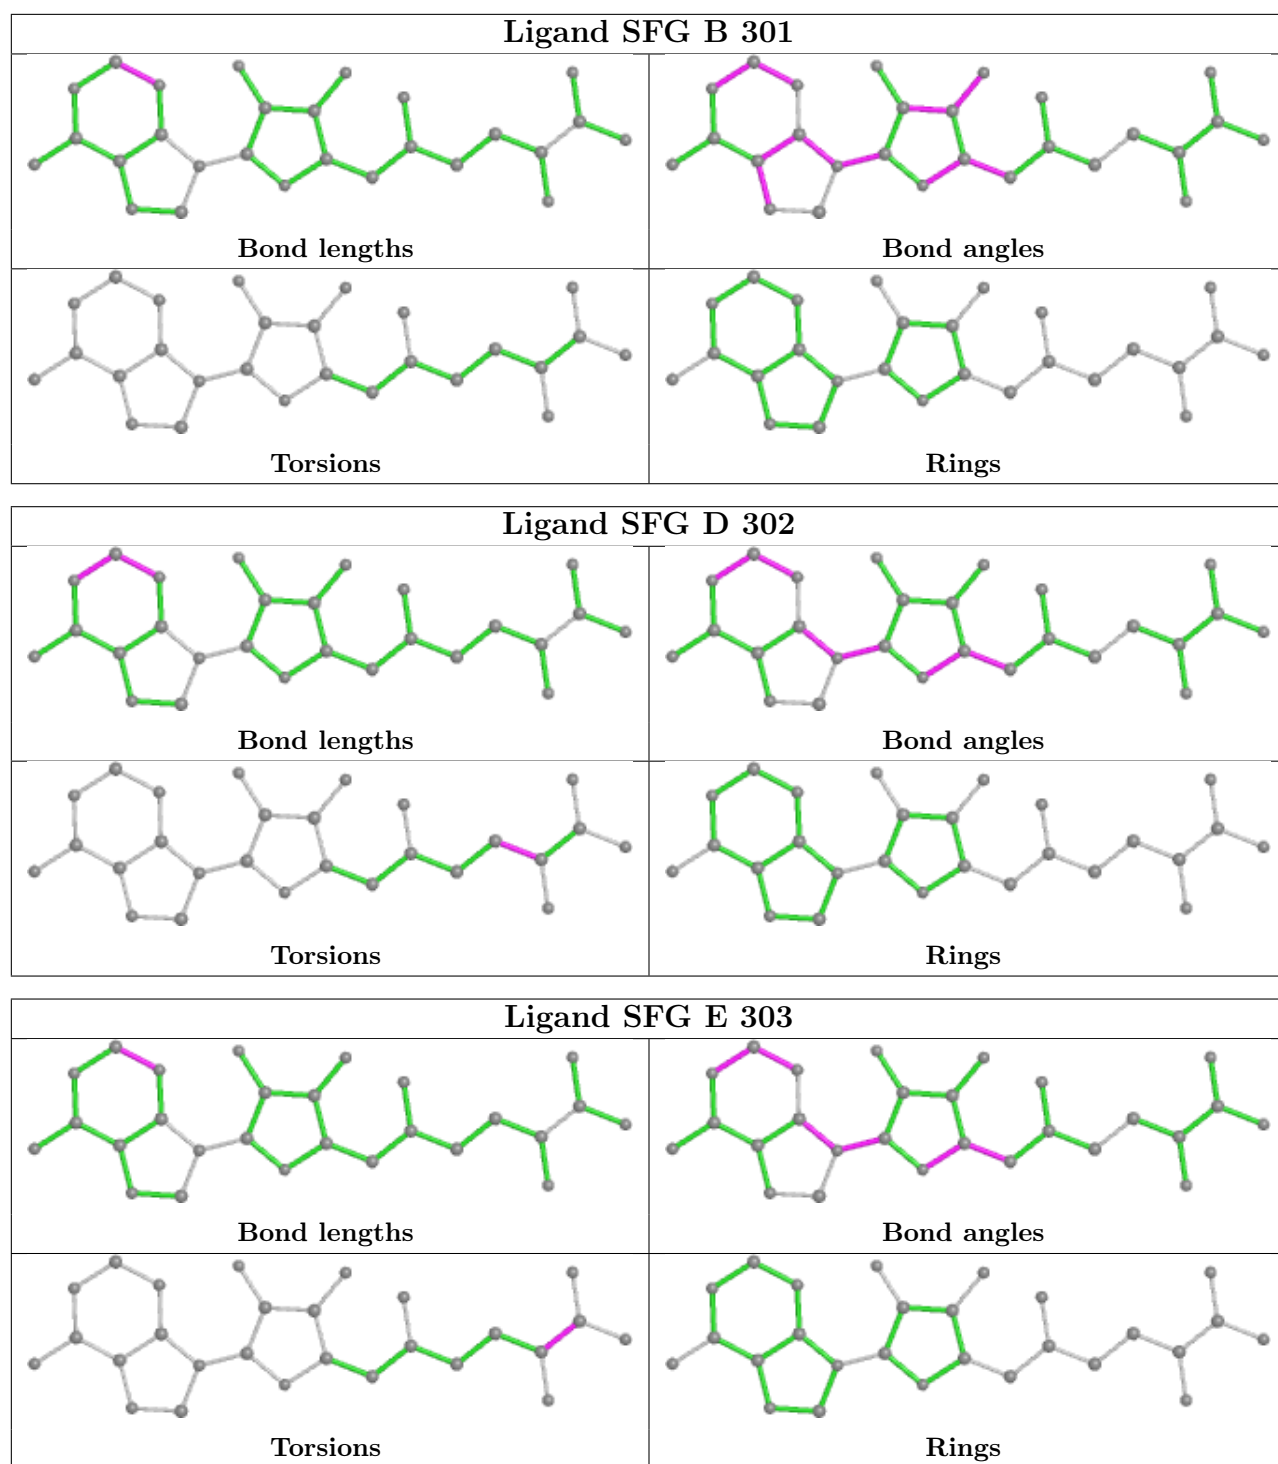 Ligand SFG B 301
Bond lengths
Bond angles
Torsions
Rings
Ligand SFG D 302
Bond lengths
Bond angles
Torsions
Rings
Ligand SFG E 303
Bond lengths
Bond angles
Torsions
Rings